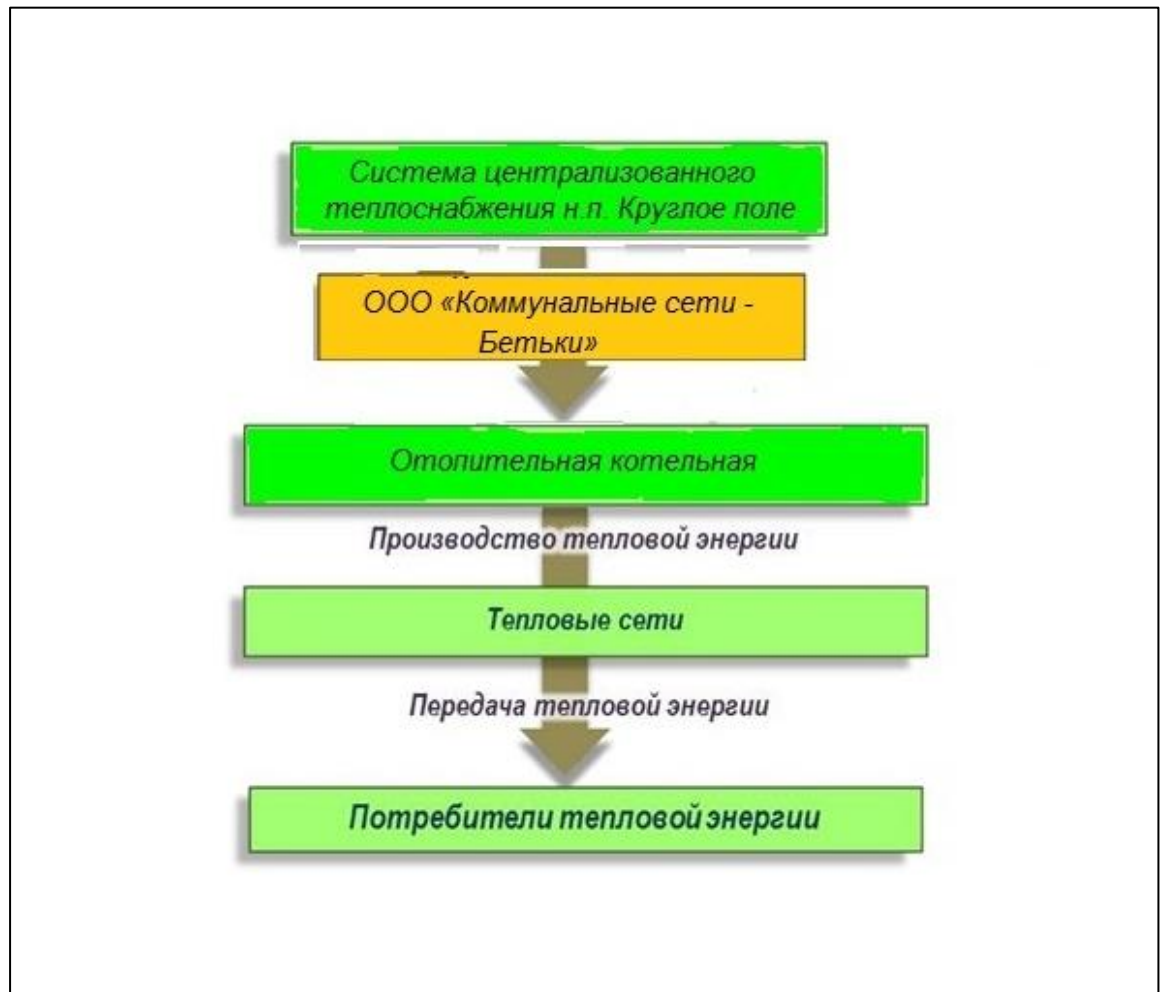 Система централизованного
теплоснабжения н.п. Круглое поле
ООО «Коммунальные сети -
Бетьки»
Отопительная котельная
Производство тепловой энергии
Тепловые сети
Передача тепловой энергии
Потребители тепловой энергии